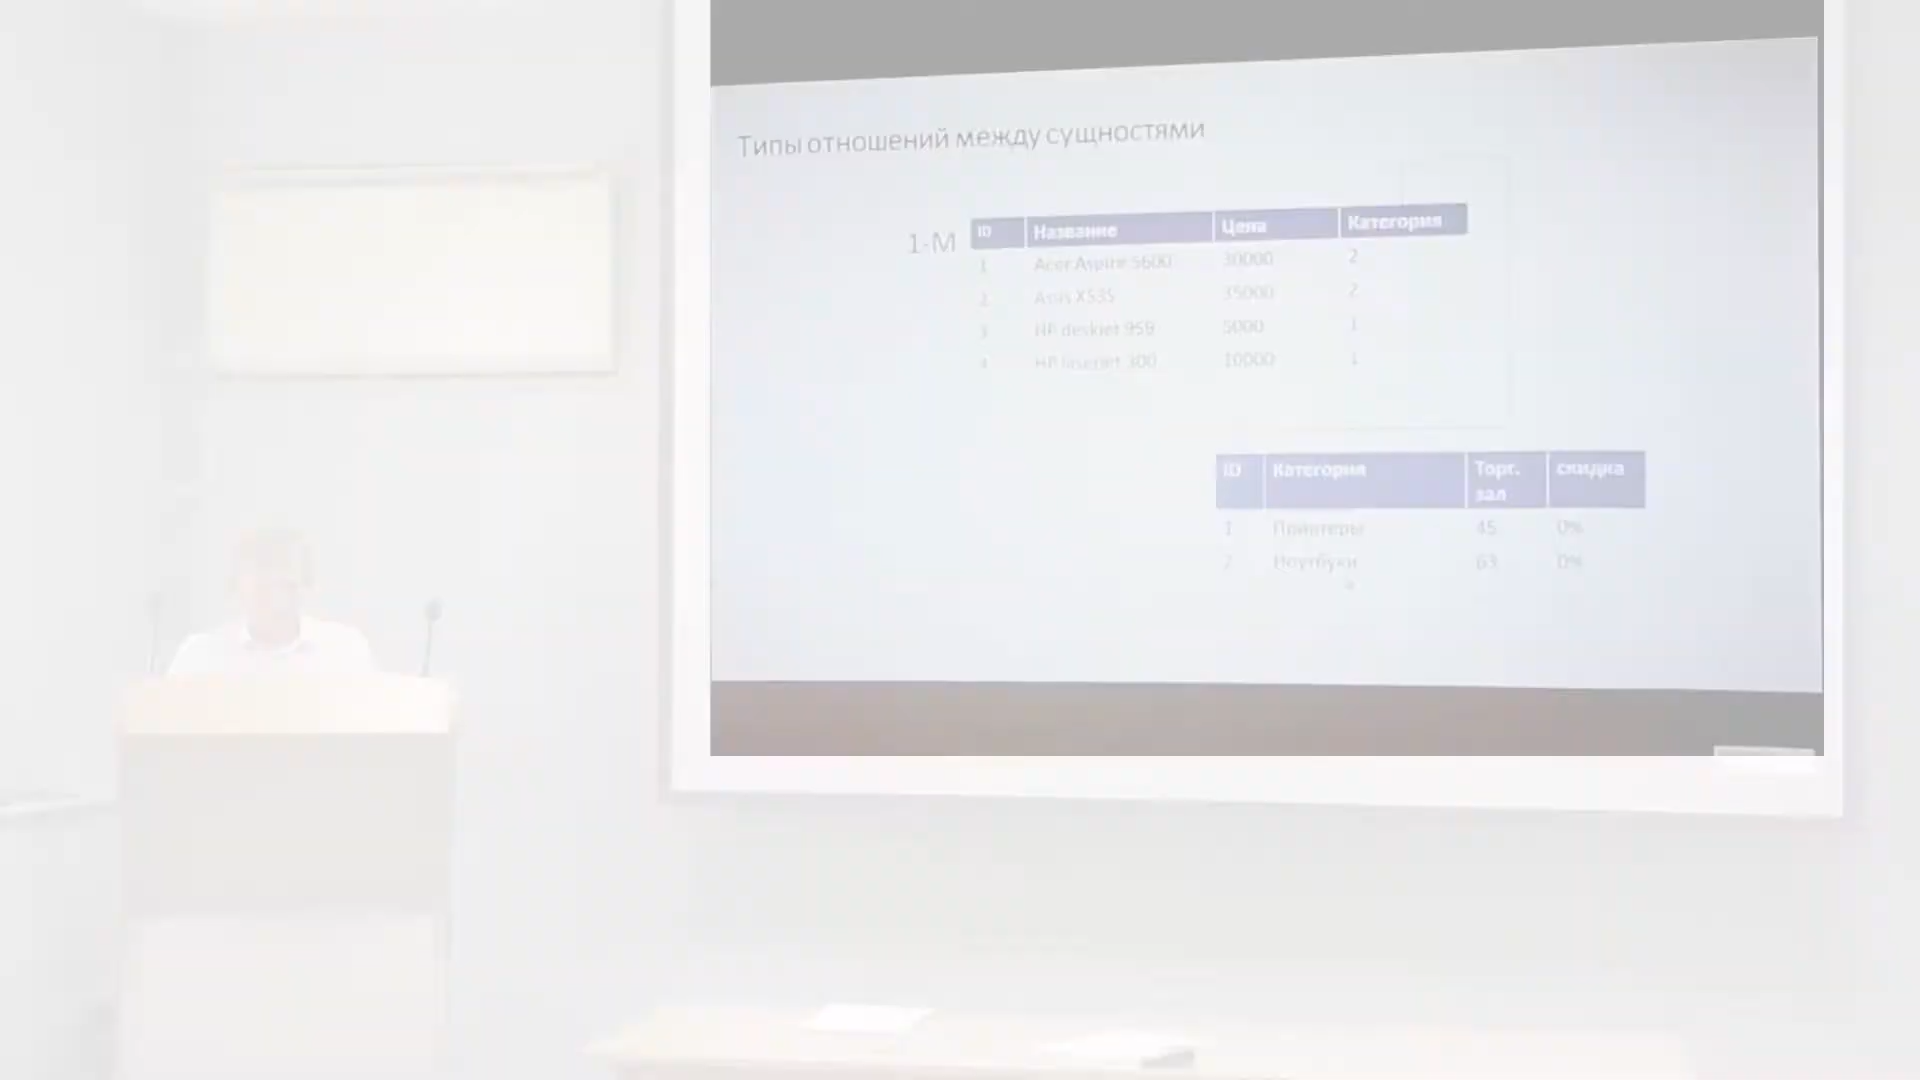 Типы отношений между сущностями
1-М
ID Название Цена Категория
1 Acer Aspire 5600 30000 2
2 Asus X53S 35000 2
3 HP deskjet 959 5000 1
4 HP laserjet 300 10000 1
ID Категория Торг. зал скидка
1 Принтеры 45 0%
2 Ноутбуки 63 0%